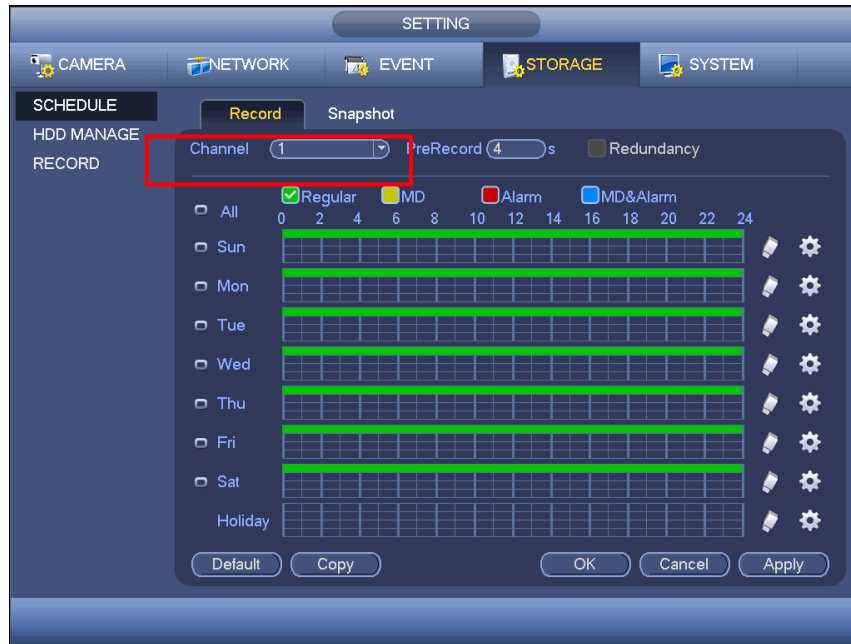 SETTING
CAMERA NETWORK EVENT STORAGE SYSTEM
SCHEDULE
HDD MANAGE
RECORD
Record Snapshot
Channel 1 PreRecord 4 s Redundancy
All Regular MD Alarm MD&Alarm
0 2 4 6 8 10 12 14 16 18 20 22 24
Sun
Mon
Tue
Wed
Thu
Fri
Sat
Holiday
Default Copy OK Cancel Apply